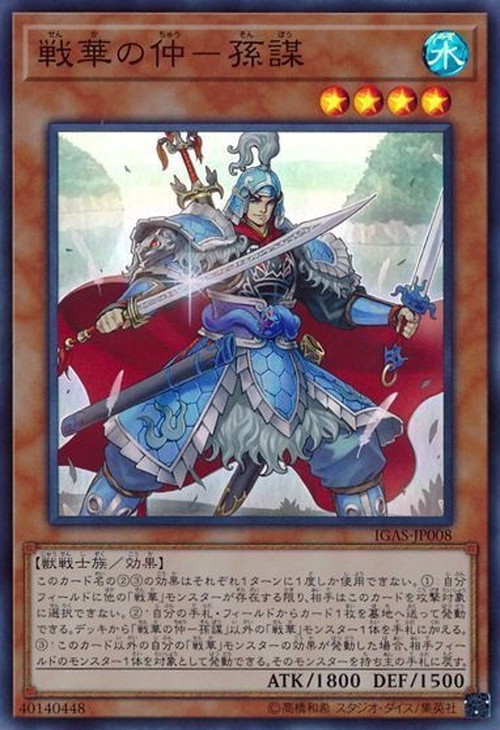 戦華の仲－孫謀
水
IGAS-JP008
【獣戦士族／効果】
このカード名の②③の効果はそれぞれ1ターンに1度しか使用できない。①：自分
フィールドに他の「戦華」モンスターが存在する限り、相手はこのカードを攻撃対象
に選択できない。②：自分の手札・フィールドからカード1枚を墓地へ送って発動
できる。デッキから「戦華の仲－孫謀」以外の「戦華」モンスター1体を手札に加える。
③：このカード以外の自分の「戦華」モンスターの効果が発動した場合、相手フィー
ルドのモンスター1体を対象として発動できる。そのモンスターを持ち主の手札に戻す。
ATK/1800 DEF/1500
40140448
©高橋和希 スタジオ・ダイス/集英社